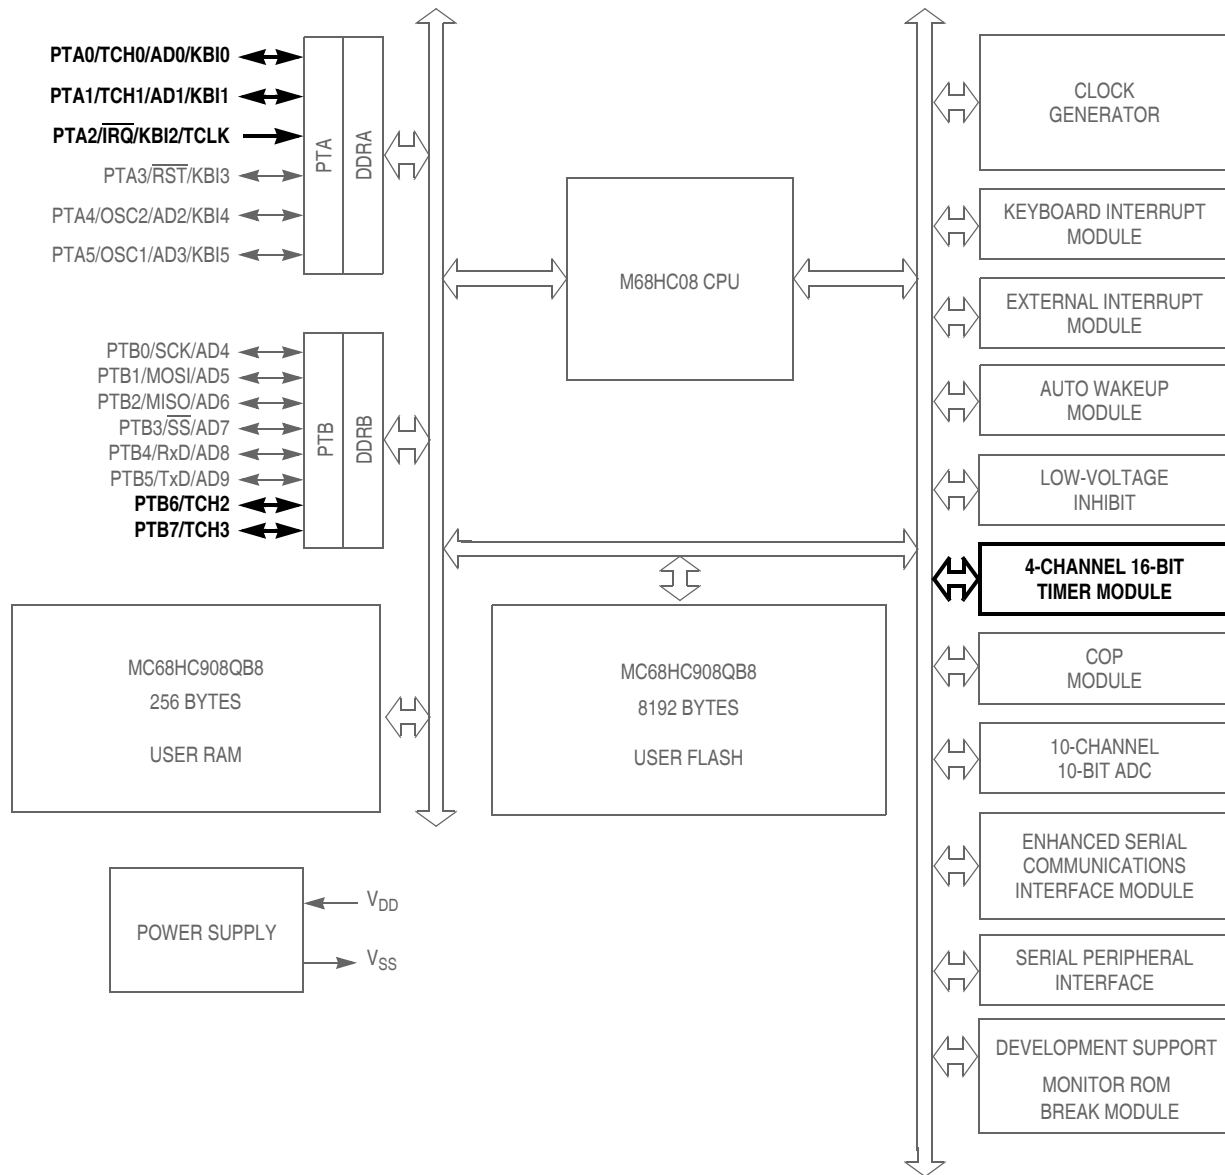 PTA0/TCH0/AD0/KBI0
PTA1/TCH1/AD1/KBI1
PTA2/IRQ/KBI2/TCLK
PTA3/RST/KBI3
PTA4/OSC2/AD2/KBI4
PTA5/OSC1/AD3/KBI5
PTA
DDRA
PTB0/SCK/AD4
PTB1/MOSI/AD5
PTB2/MISO/AD6
PTB3/SS/AD7
PTB4/RxD/AD8
PTB5/TxD/AD9
PTB6/TCH2
PTB7/TCH3
PTB
DDRB
M68HC08 CPU
MC68HC908QB8
256 BYTES
USER RAM
MC68HC908QB8
8192 BYTES
USER FLASH
POWER SUPPLY
VDD
VSS
CLOCK
GENERATOR
KEYBOARD INTERRUPT
MODULE
EXTERNAL INTERRUPT
MODULE
AUTO WAKEUP
MODULE
LOW-VOLTAGE
INHIBIT
4-CHANNEL 16-BIT
TIMER MODULE
COP
MODULE
10-CHANNEL
10-BIT ADC
ENHANCED SERIAL
COMMUNICATIONS
INTERFACE MODULE
SERIAL PERIPHERAL
INTERFACE
DEVELOPMENT SUPPORT
MONITOR ROM
BREAK MODULE